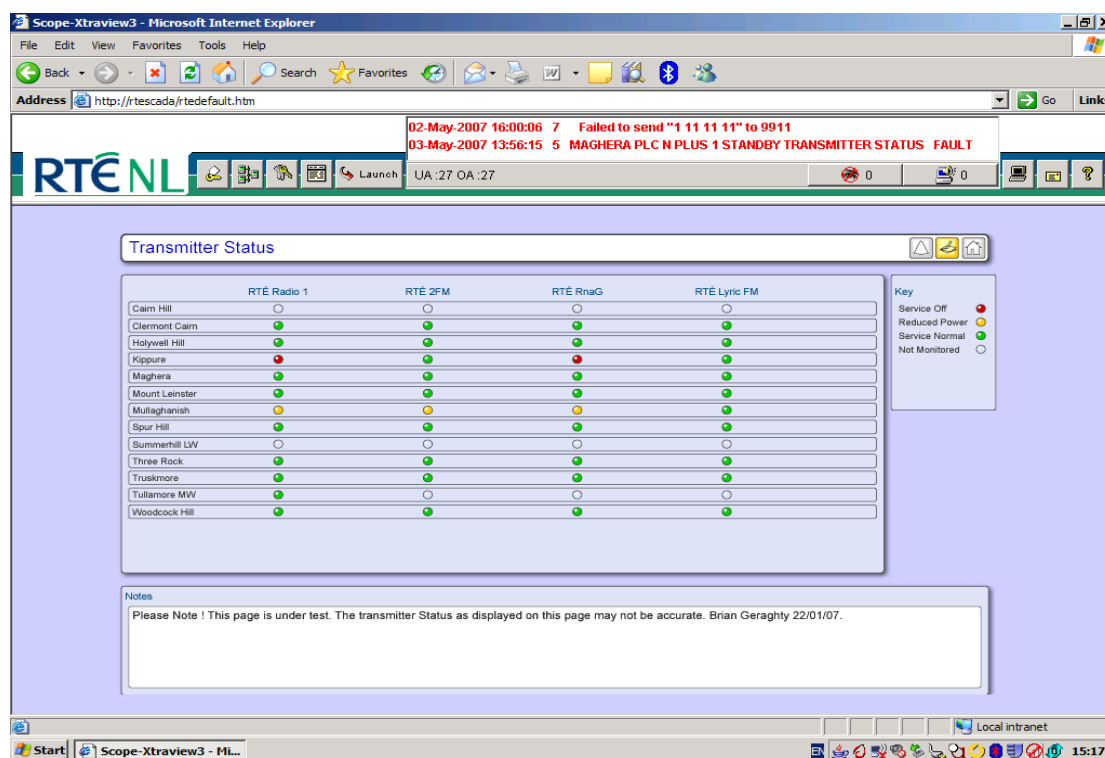 Scope-Xtraview3 - Microsoft Internet Explorer
File Edit View Favorites Tools Help
Back Search Favorites
Address http://rtescada/rtedefault.htm Go Link
02-May-2007 16:00:06 7 Failed to send "1 11 11 11" to 9911
03-May-2007 13:56:15 5 MAGHERA PLC N PLUS 1 STANDBY TRANSMITTER STATUS FAULT
RTÉ NL Launch UA :27 OA :27 0 0
Transmitter Status
RTÉ Radio 1 RTÉ 2FM RTÉ RnaG RTÉ Lyric FM
Cairn Hill
Clermont Cairn
Holywell Hill
Kippure
Maghera
Mount Leinster
Mullaghanish
Spur Hill
Summerhill LW
Three Rock
Truskmore
Tullamore MW
Woodcock Hill
Key
Service Off
Reduced Power
Service Normal
Not Monitored
Notes
Please Note ! This page is under test. The transmitter Status as displayed on this page may not be accurate. Brian Geraghty 22/01/07.
Local intranet
Start Scope-Xtraview3 - Mi... EN 15:17